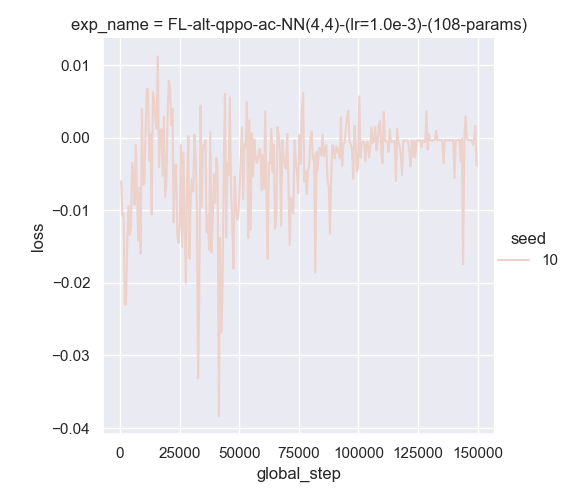 exp_name = FL-alt-qppo-ac-NN(4,4)-(lr=1.0e-3)-(108-params)
0.01
0.00
−0.01
−0.02
−0.03
−0.04
loss
0 25000 50000 75000 100000 125000 150000
global_step
seed
10